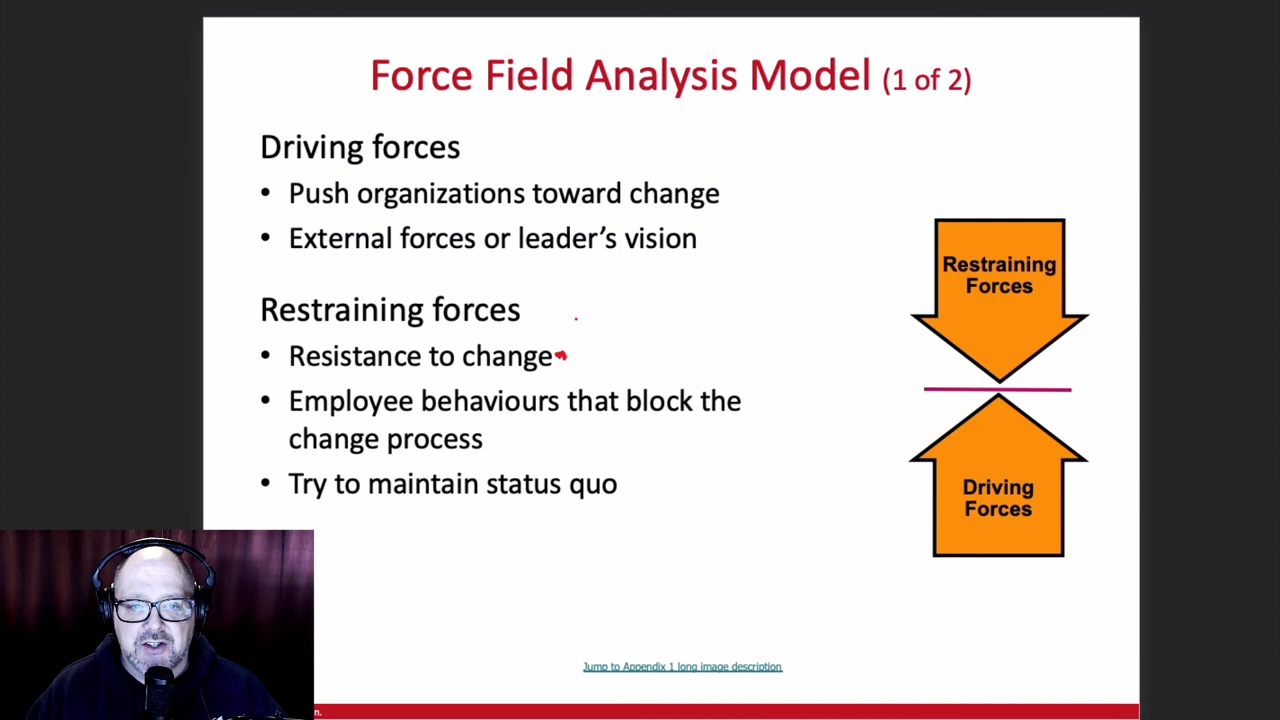 Force Field Analysis Model (1 of 2)
Driving forces
• Push organizations toward change
• External forces or leader’s vision
Restraining forces
• Resistance to change
• Employee behaviours that block the
change process
• Try to maintain status quo
Restraining
Forces
Driving
Forces
Jump to Appendix 1 long image description
n.